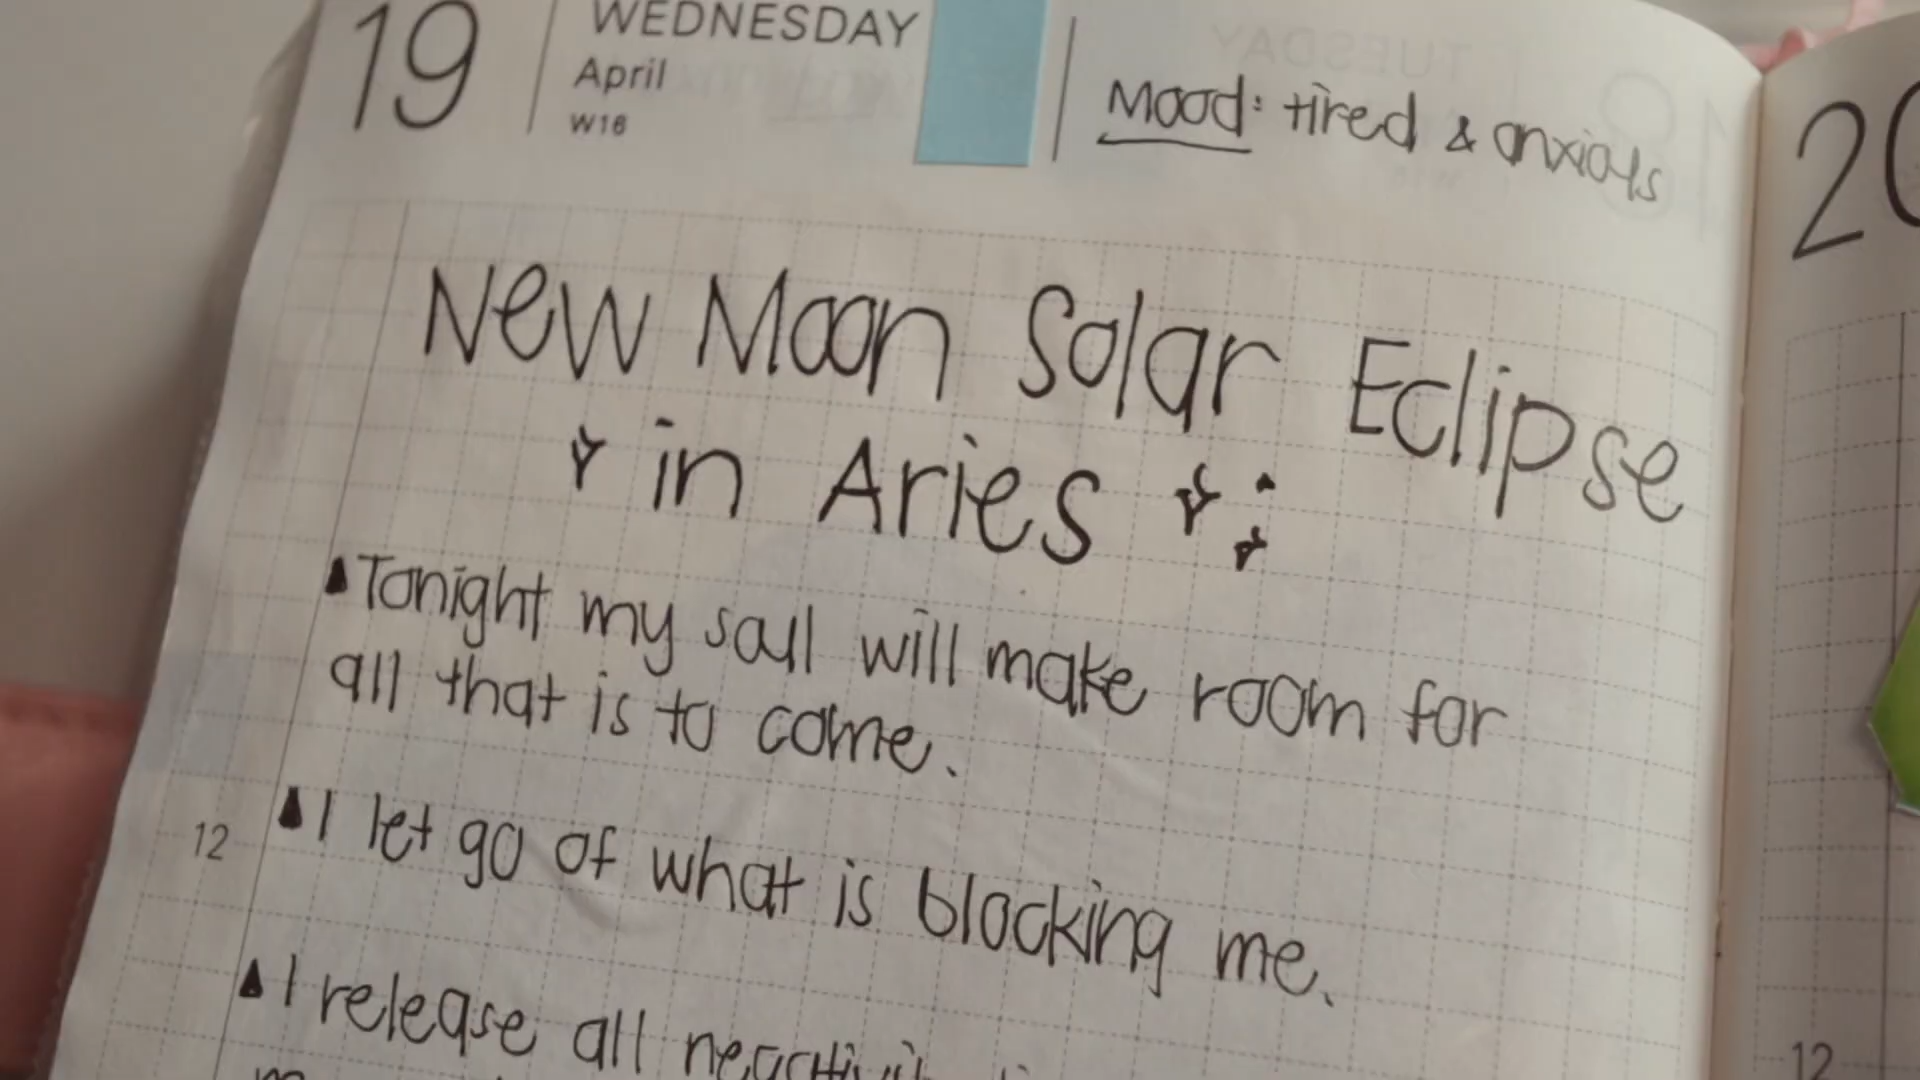 19
WEDNESDAY
April
W16
Mood: tired & anxious
New Moon Solar Eclipse
in Aries
Tonight my soul will make room for
all that is to come.
12
I let go of what is blocking me.
I release all
12